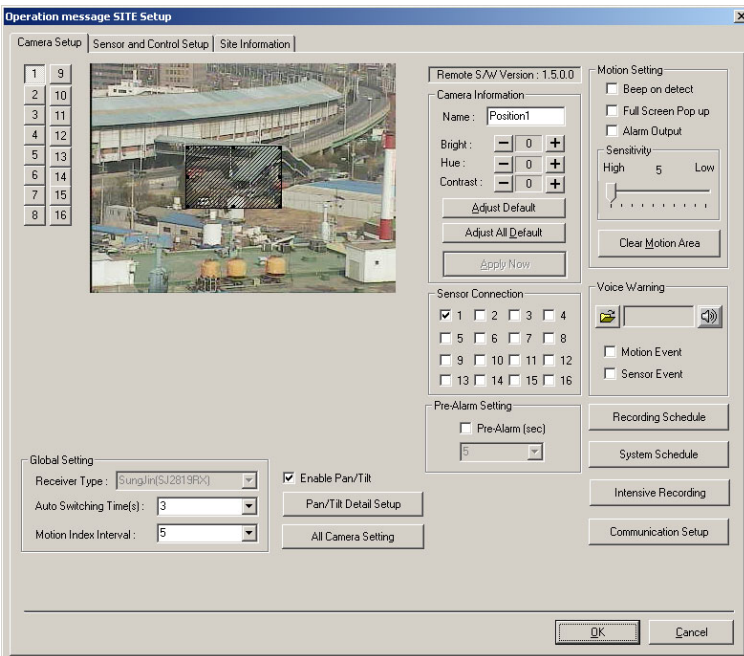 Operation message SITE Setup
Camera Setup
Sensor and Control Setup
Site Information
1 9
2 10
3 11
4 12
5 13
6 14
7 15
8 16
Remote S/W Version : 1.5.0.0
Camera Information
Name : Position1
Bright : 0
Hue : 0
Contrast : 0
Adjust Default
Adjust All Default
Apply Now
Sensor Connection
1 2 3 4
5 6 7 8
9 10 11 12
13 14 15 16
Pre-Alarm Setting
Pre-Alarm (sec)
5
Motion Setting
Beep on detect
Full Screen Pop up
Alarm Output
Sensitivity
High 5 Low
Clear Motion Area
Voice Warning
Motion Event
Sensor Event
Recording Schedule
System Schedule
Intensive Recording
Communication Setup
Global Setting
Receiver Type : SungJin(SJ2819RX)
Auto Switching Time(s) : 3
Motion Index Interval : 5
Enable Pan/Tilt
Pan/Tilt Detail Setup
All Camera Setting
OK
Cancel